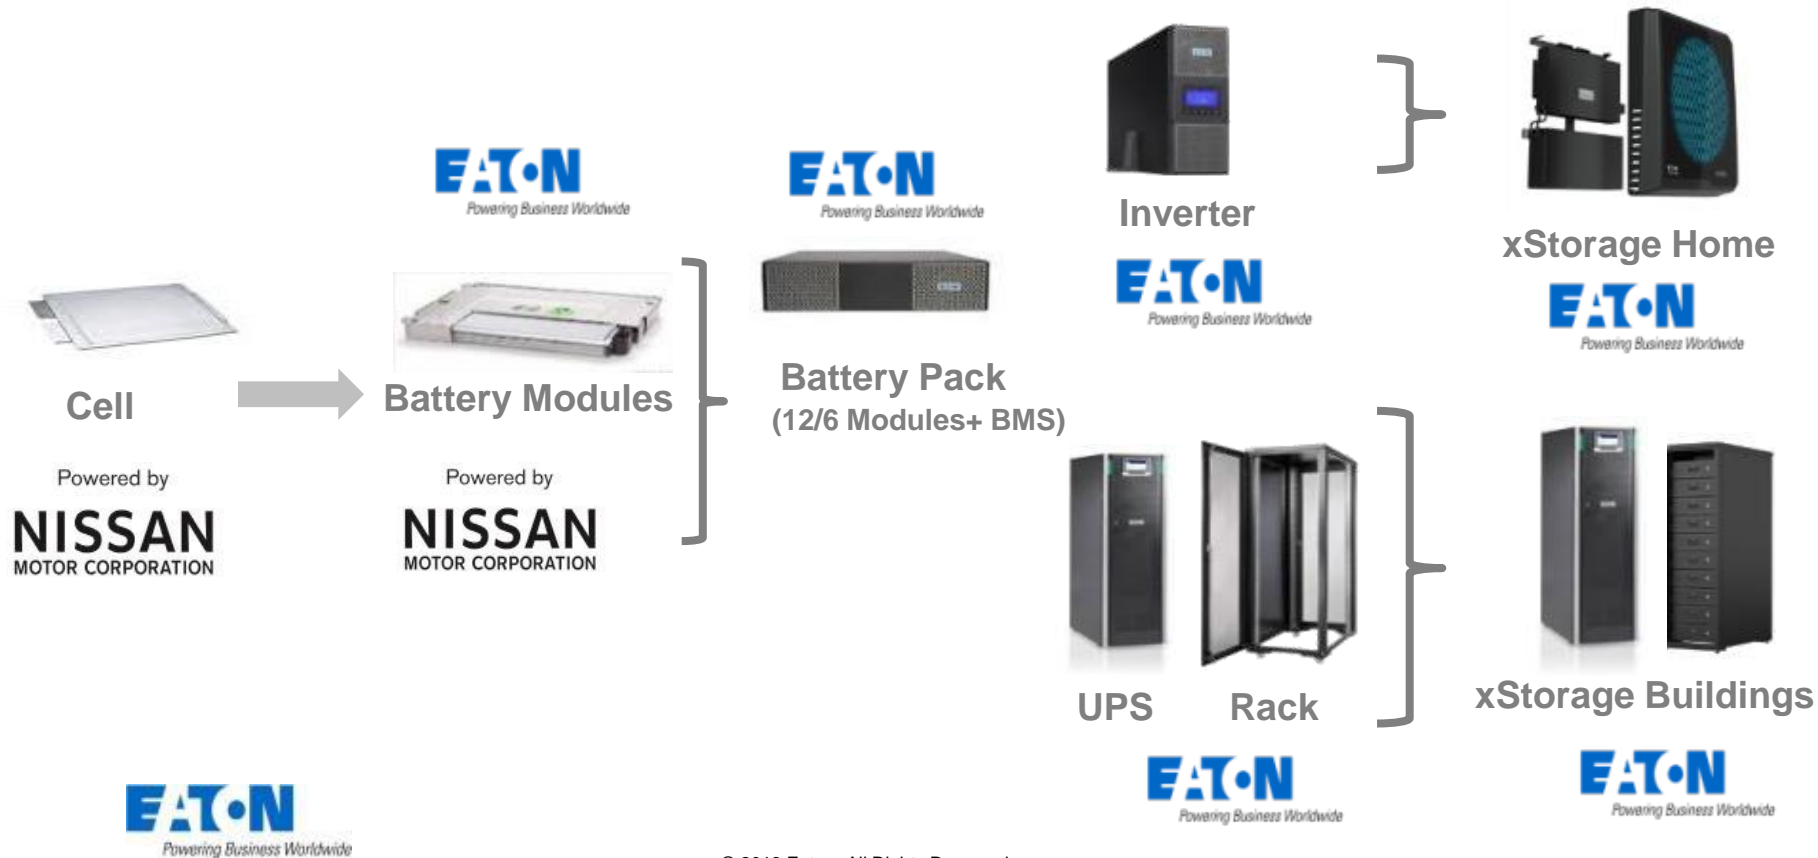 EATON
Powering Business Worldwide
EATON
Powering Business Worldwide
Inverter
EATON
Powering Business Worldwide
xStorage Home
EATON
Powering Business Worldwide
Cell
Powered by
NISSAN
MOTOR CORPORATION
Battery Modules
Powered by
NISSAN
MOTOR CORPORATION
Battery Pack
(12/6 Modules+ BMS)
UPS
Rack
EATON
Powering Business Worldwide
xStorage Buildings
EATON
Powering Business Worldwide
EATON
Powering Business Worldwide